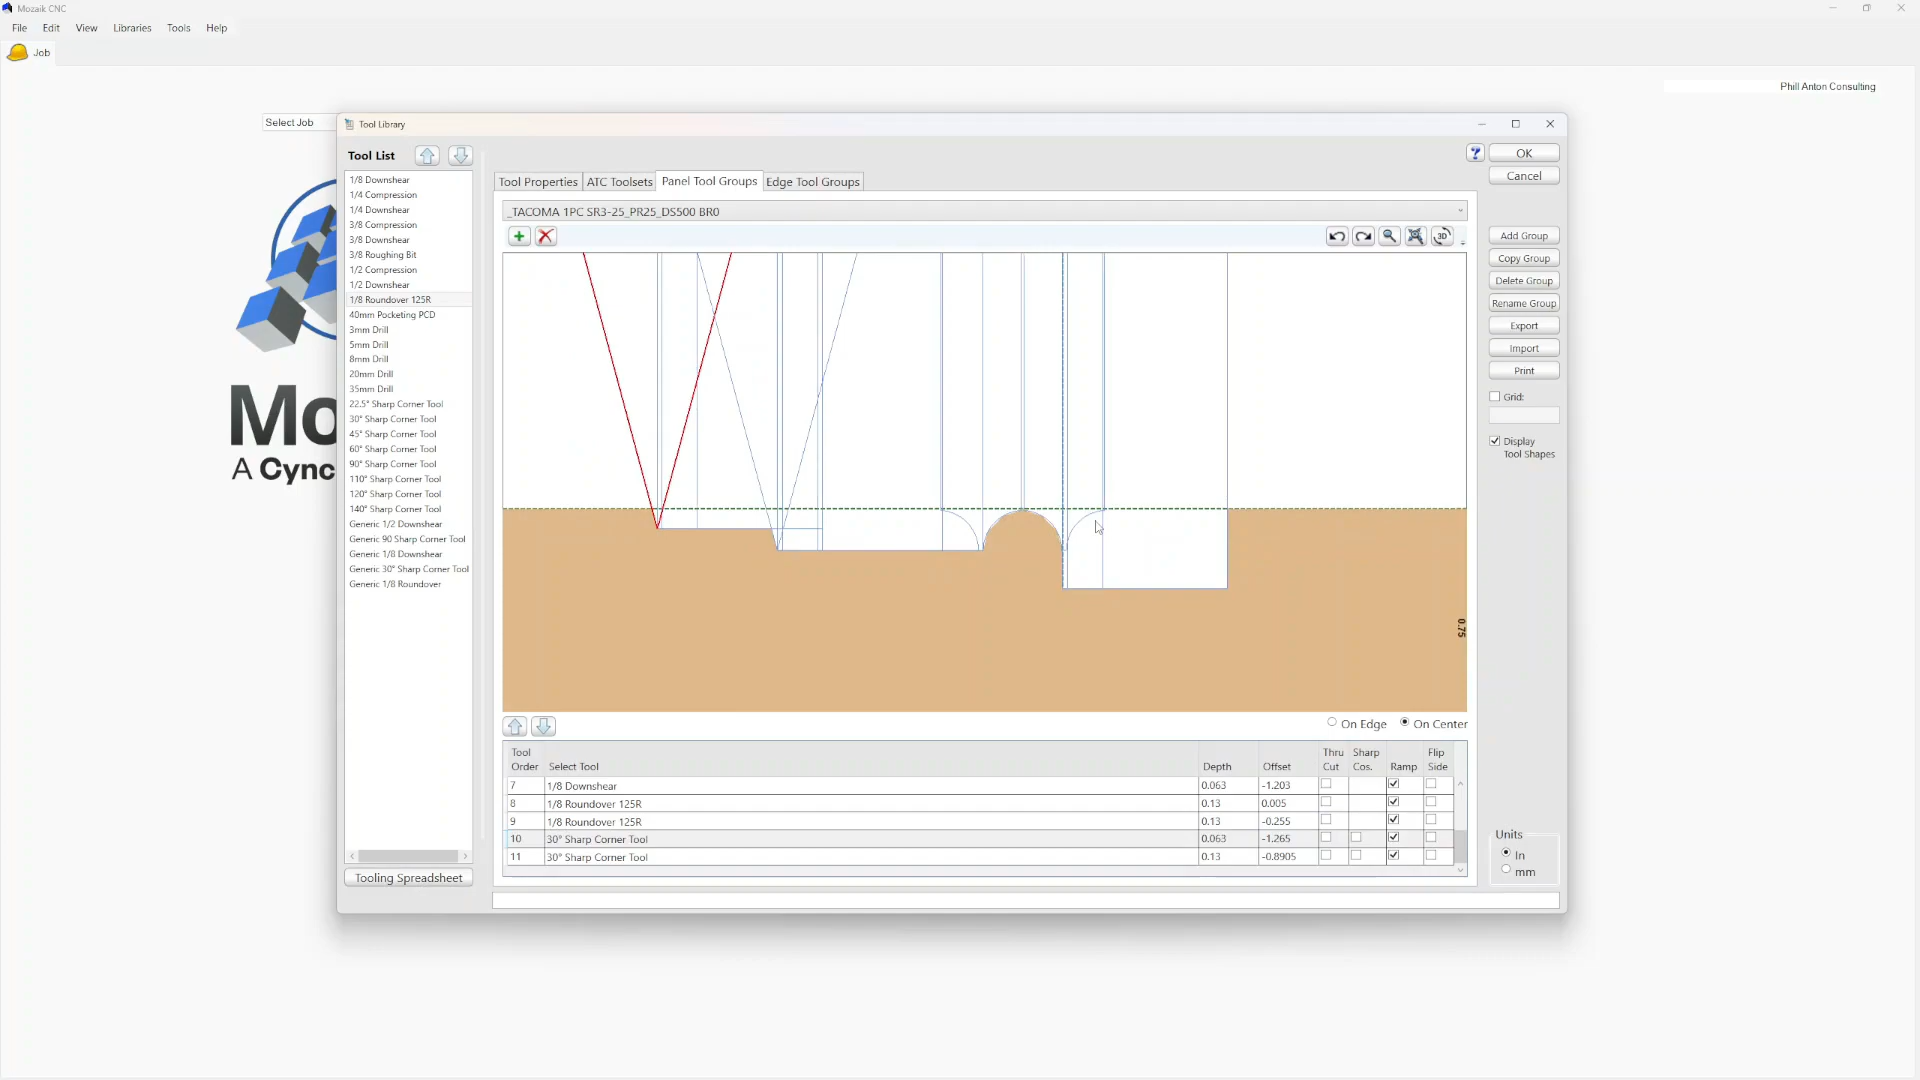 Mozaik CNC
File Edit View Libraries Tools Help
Job
Phill Anton Consulting
Select Job
Tool Library
Tool List
OK
Cancel
1/8 Downshear
1/4 Compression
1/4 Downshear
3/8 Compression
3/8 Downshear
3/8 Roughing Bit
1/2 Compression
1/2 Downshear
1/8 Roundover 125R
40mm Pocketing PCD
3mm Drill
5mm Drill
8mm Drill
20mm Drill
35mm Drill
22.5° Sharp Corner Tool
30° Sharp Corner Tool
45° Sharp Corner Tool
60° Sharp Corner Tool
90° Sharp Corner Tool
110° Sharp Corner Tool
120° Sharp Corner Tool
140° Sharp Corner Tool
Generic 1/2 Downshear
Generic 90 Sharp Corner Tool
Generic 1/8 Downshear
Generic 30° Sharp Corner Tool
Generic 1/8 Roundover
Tooling Spreadsheet
Mo
A Cync
Tool Properties ATC Toolsets Panel Tool Groups Edge Tool Groups
_TACOMA 1PC SR3-25_PR25_DS500 BR0
3D
0.75
On Edge On Center
Tool Order Select Tool Depth Offset Thru Cut Sharp Cos. Ramp Flip Side
7 1/8 Downshear 0.063 -1.203
8 1/8 Roundover 125R 0.13 0.005
9 1/8 Roundover 125R 0.13 -0.255
10 30° Sharp Corner Tool 0.063 -1.265
11 30° Sharp Corner Tool 0.13 -0.8905
Add Group
Copy Group
Delete Group
Rename Group
Export
Import
Print
Grid:
Display
Tool Shapes
Units
In
mm